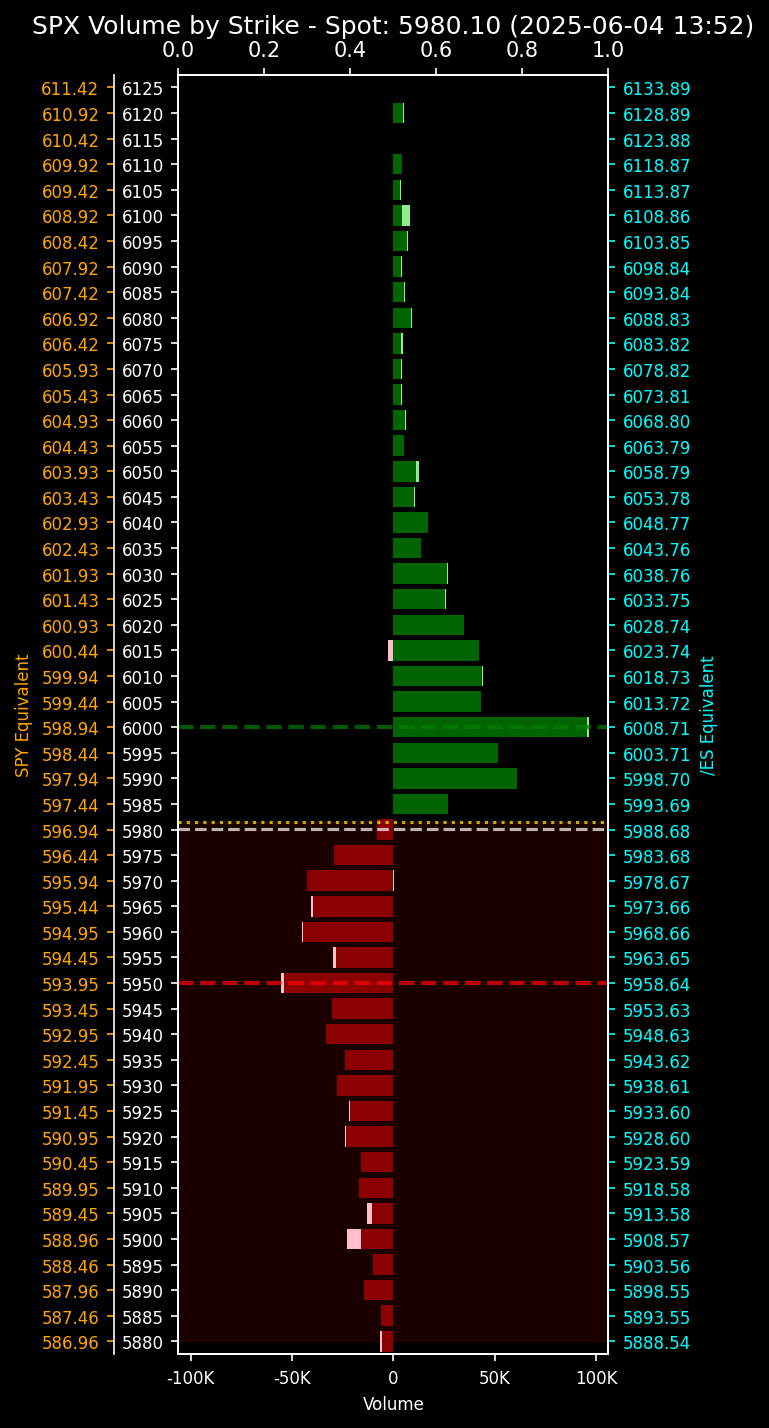 SPX Volume by Strike - Spot: 5980.10 (2025-06-04 13:52)
0.0 0.2 0.4 0.6 0.8 1.0
611.42 6125 6133.89
610.92 6120 6128.89
610.42 6115 6123.88
609.92 6110 6118.87
609.42 6105 6113.87
608.92 6100 6108.86
608.42 6095 6103.85
607.92 6090 6098.84
607.42 6085 6093.84
606.92 6080 6088.83
606.42 6075 6083.82
605.93 6070 6078.82
605.43 6065 6073.81
604.93 6060 6068.80
604.43 6055 6063.79
603.93 6050 6058.79
603.43 6045 6053.78
602.93 6040 6048.77
602.43 6035 6043.76
601.93 6030 6038.76
601.43 6025 6033.75
600.93 6020 6028.74
600.44 6015 6023.74
599.94 6010 6018.73
599.44 6005 6013.72
598.94 6000 6008.71
598.44 5995 6003.71
597.94 5990 5998.70
597.44 5985 5993.69
596.94 5980 5988.68
596.44 5975 5983.68
595.94 5970 5978.67
595.44 5965 5973.66
594.95 5960 5968.66
594.45 5955 5963.65
593.95 5950 5958.64
593.45 5945 5953.63
592.95 5940 5948.63
592.45 5935 5943.62
591.95 5930 5938.61
591.45 5925 5933.60
590.95 5920 5928.60
590.45 5915 5923.59
589.95 5910 5918.58
589.45 5905 5913.58
588.96 5900 5908.57
588.46 5895 5903.56
587.96 5890 5898.55
587.46 5885 5893.55
586.96 5880 5888.54
SPY Equivalent
/ES Equivalent
-100K -50K 0 50K 100K
Volume